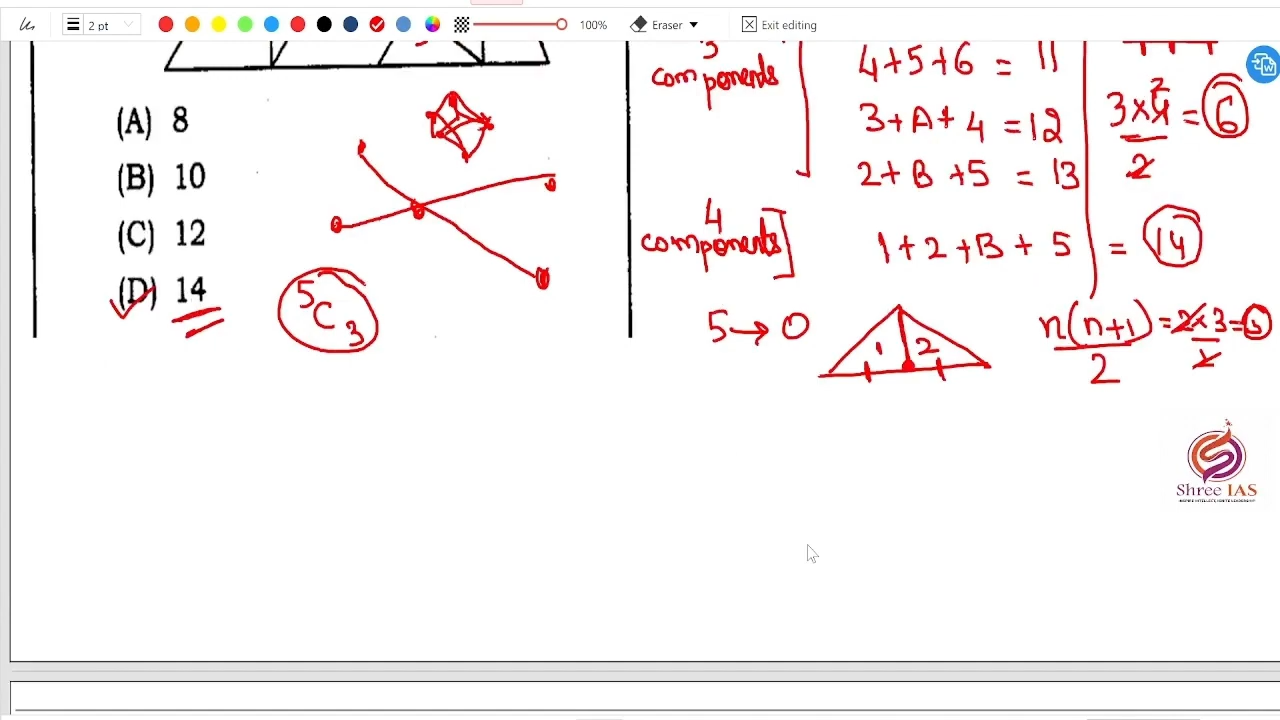 2 pt
100%
Eraser
Exit editing
3
components
4+5+6 = 11
3+A+4 = 12
2+B+5 = 13
3×4/2 = 6
2
(A) 8
(B) 10
(C) 12
(D) 14
5C3
4
components
1+2+B+5 = 14
5→0
1 2
n(n+1)/2 = 2×3/2 = 3
Shree IAS